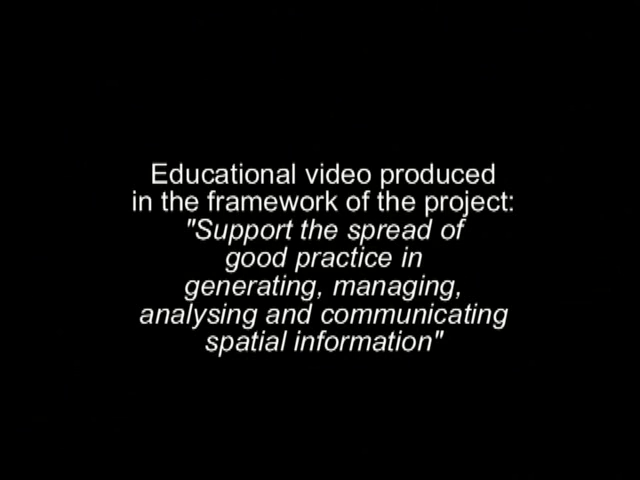 Educational video produced
in the framework of the project:
"Support the spread of
good practice in
generating, managing,
analysing and communicating
spatial information"